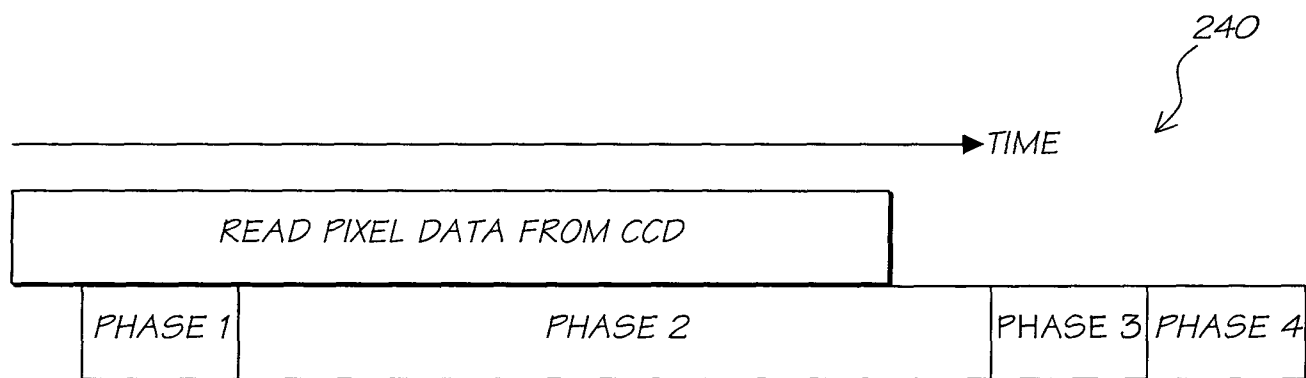 240
TIME
READ PIXEL DATA FROM CCD
PHASE 1 PHASE 2 PHASE 3 PHASE 4